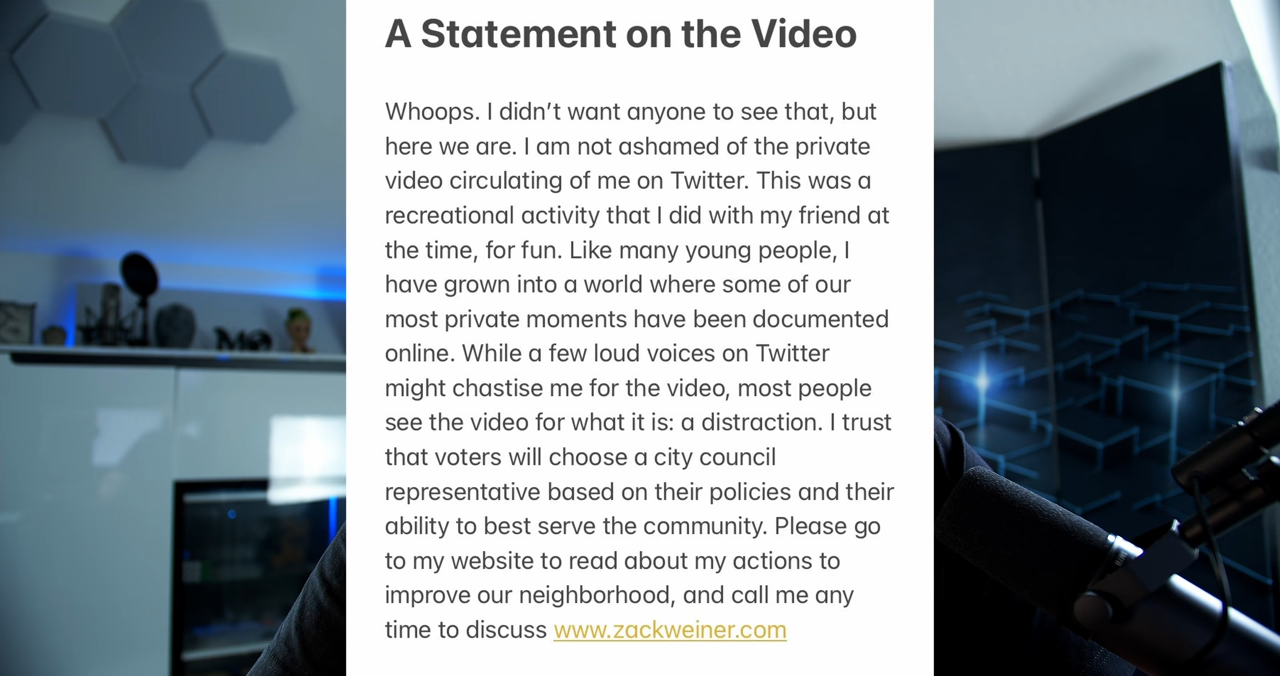 A Statement on the Video
Whoops. I didn’t want anyone to see that, but
here we are. I am not ashamed of the private
video circulating of me on Twitter. This was a
recreational activity that I did with my friend at
the time, for fun. Like many young people, I
have grown into a world where some of our
most private moments have been documented
online. While a few loud voices on Twitter
might chastise me for the video, most people
see the video for what it is: a distraction. I trust
that voters will choose a city council
representative based on their policies and their
ability to best serve the community. Please go
to my website to read about my actions to
improve our neighborhood, and call me any
time to discuss www.zackweiner.com